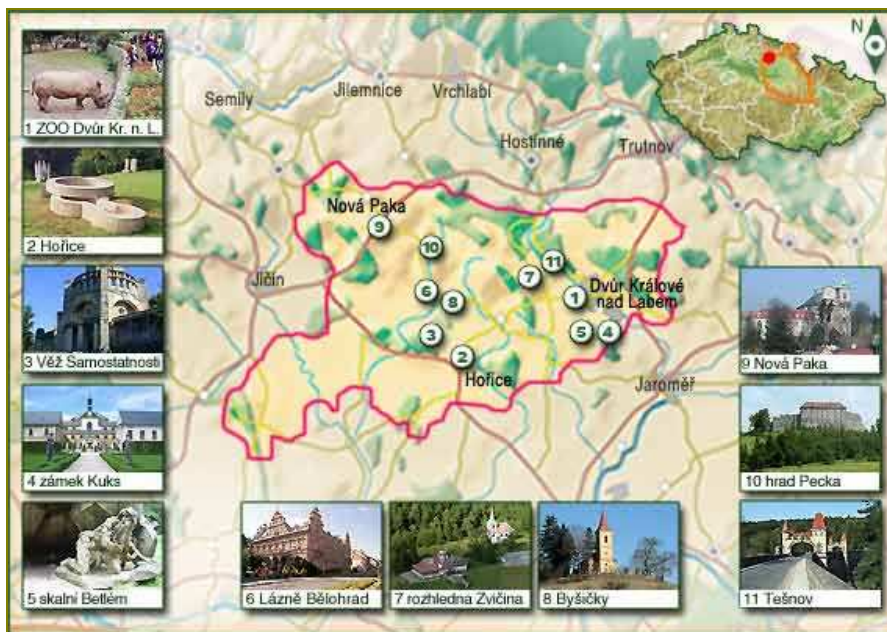 N
Semily
Jilemnice
Vrchlabí
Hostinné
Trutnov
1 ZOO Dvůr Kr. n. L.
Nová Paka
9
10
11
7
Jičín
6
8
1
Dvůr Králové
nad Labem
2 Hořice
3
5
4
2
Hořice
Jaroměř
3 Věž Samostatnosti
9 Nová Paka
4 zámek Kuks
10 hrad Pecka
5 skalní Betlém
6 Lázně Bělohrad
7 rozhledna Zvičina
8 Byšičky
11 Tešnov